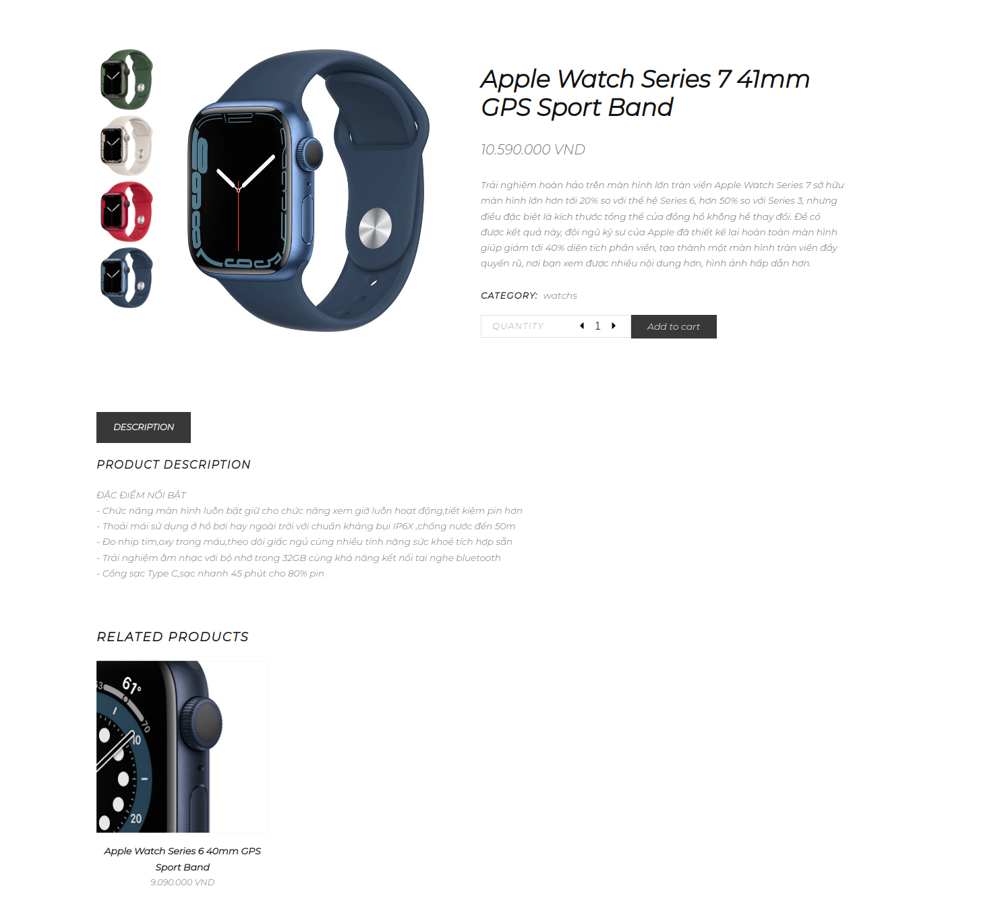 Apple Watch Series 7 41mm
GPS Sport Band
10.590.000 VND
Trải nghiệm hoàn hảo trên màn hình lớn tràn viền Apple Watch Series 7 sở hữu
màn hình lớn hơn tới 20% so với thế hệ Series 6, hơn 50% so với Series 3, nhưng
điều đặc biệt là kích thước tổng thể của đồng hồ không hề thay đổi. Để có
được kết quả này, đội ngũ kỹ sư của Apple đã thiết kế lại hoàn toàn màn hình
giúp giảm tới 40% diện tích phần viền, tạo thành một màn hình tràn viền đầy
quyến rũ, nơi bạn xem được nhiều nội dung hơn, hình ảnh hấp dẫn hơn.
CATEGORY: watchs
QUANTITY 1 Add to cart
DESCRIPTION
PRODUCT DESCRIPTION
ĐẶC ĐIỂM NỔI BẬT
- Chức năng màn hình luôn bật giữ cho chức năng xem giờ luôn hoạt động,tiết kiệm pin hơn
- Thoải mái sử dụng ở hồ bơi hay ngoài trời với chuẩn kháng bụi IP6X ,chống nước đến 50m
- Đo nhịp tim,oxy trong máu,theo dõi giấc ngủ cùng nhiều tính năng sức khoẻ tích hợp sẵn
- Trải nghiệm âm nhạc với bộ nhớ trong 32GB cùng khả năng kết nối tai nghe bluetooth
- Cổng sạc Type C,sạc nhanh 45 phút cho 80% pin
RELATED PRODUCTS
53 61°
70
10
20
Apple Watch Series 6 40mm GPS
Sport Band
9.090.000 VND